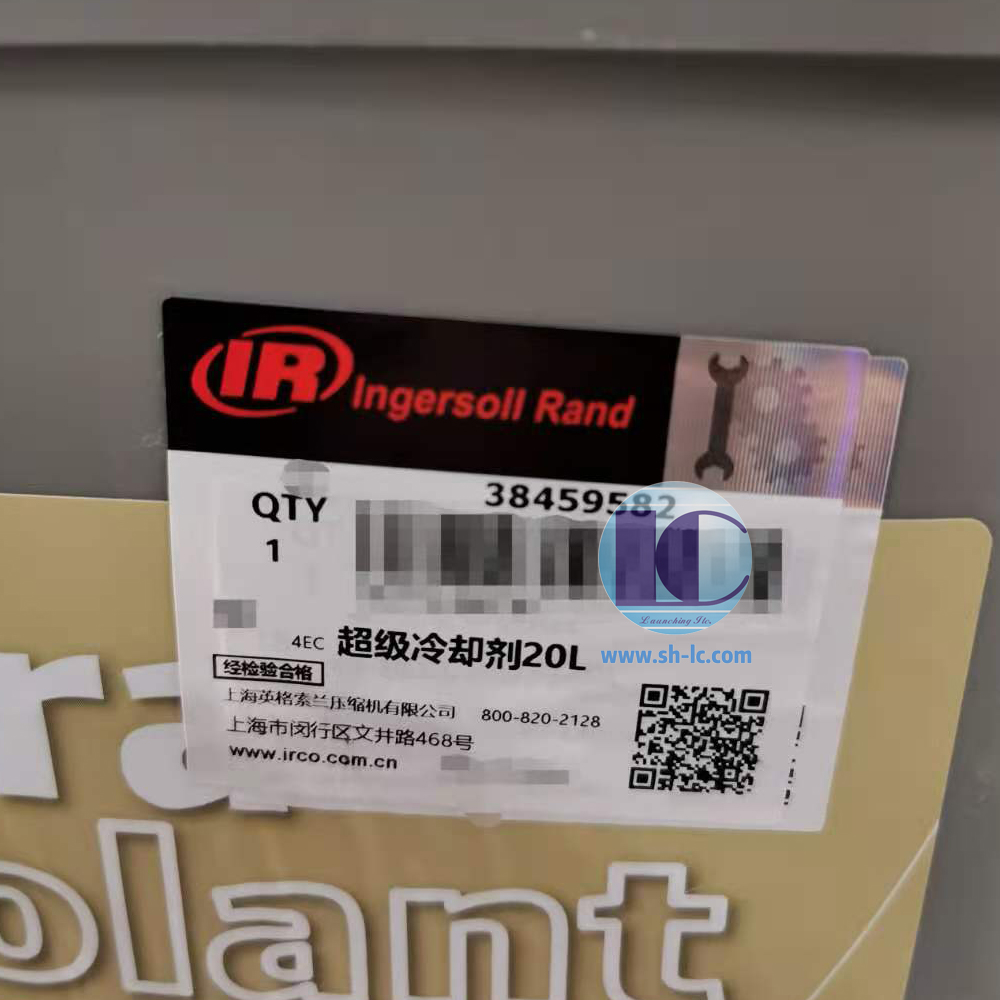 IR Ingersoll Rand
38459582
QTY
1
LC
Launching Ltc.
4EC 超级冷却剂20L
www.sh-lc.com
经检验合格
上海英格索兰压缩机有限公司 800-820-2128
上海市闵行区文井路468号
www.irco.com.cn
ra
olant